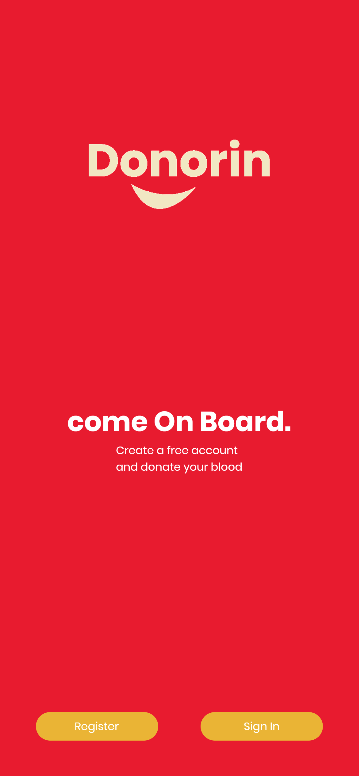 Donorin
come On Board.
Create a free account
and donate your blood
Register
Sign In